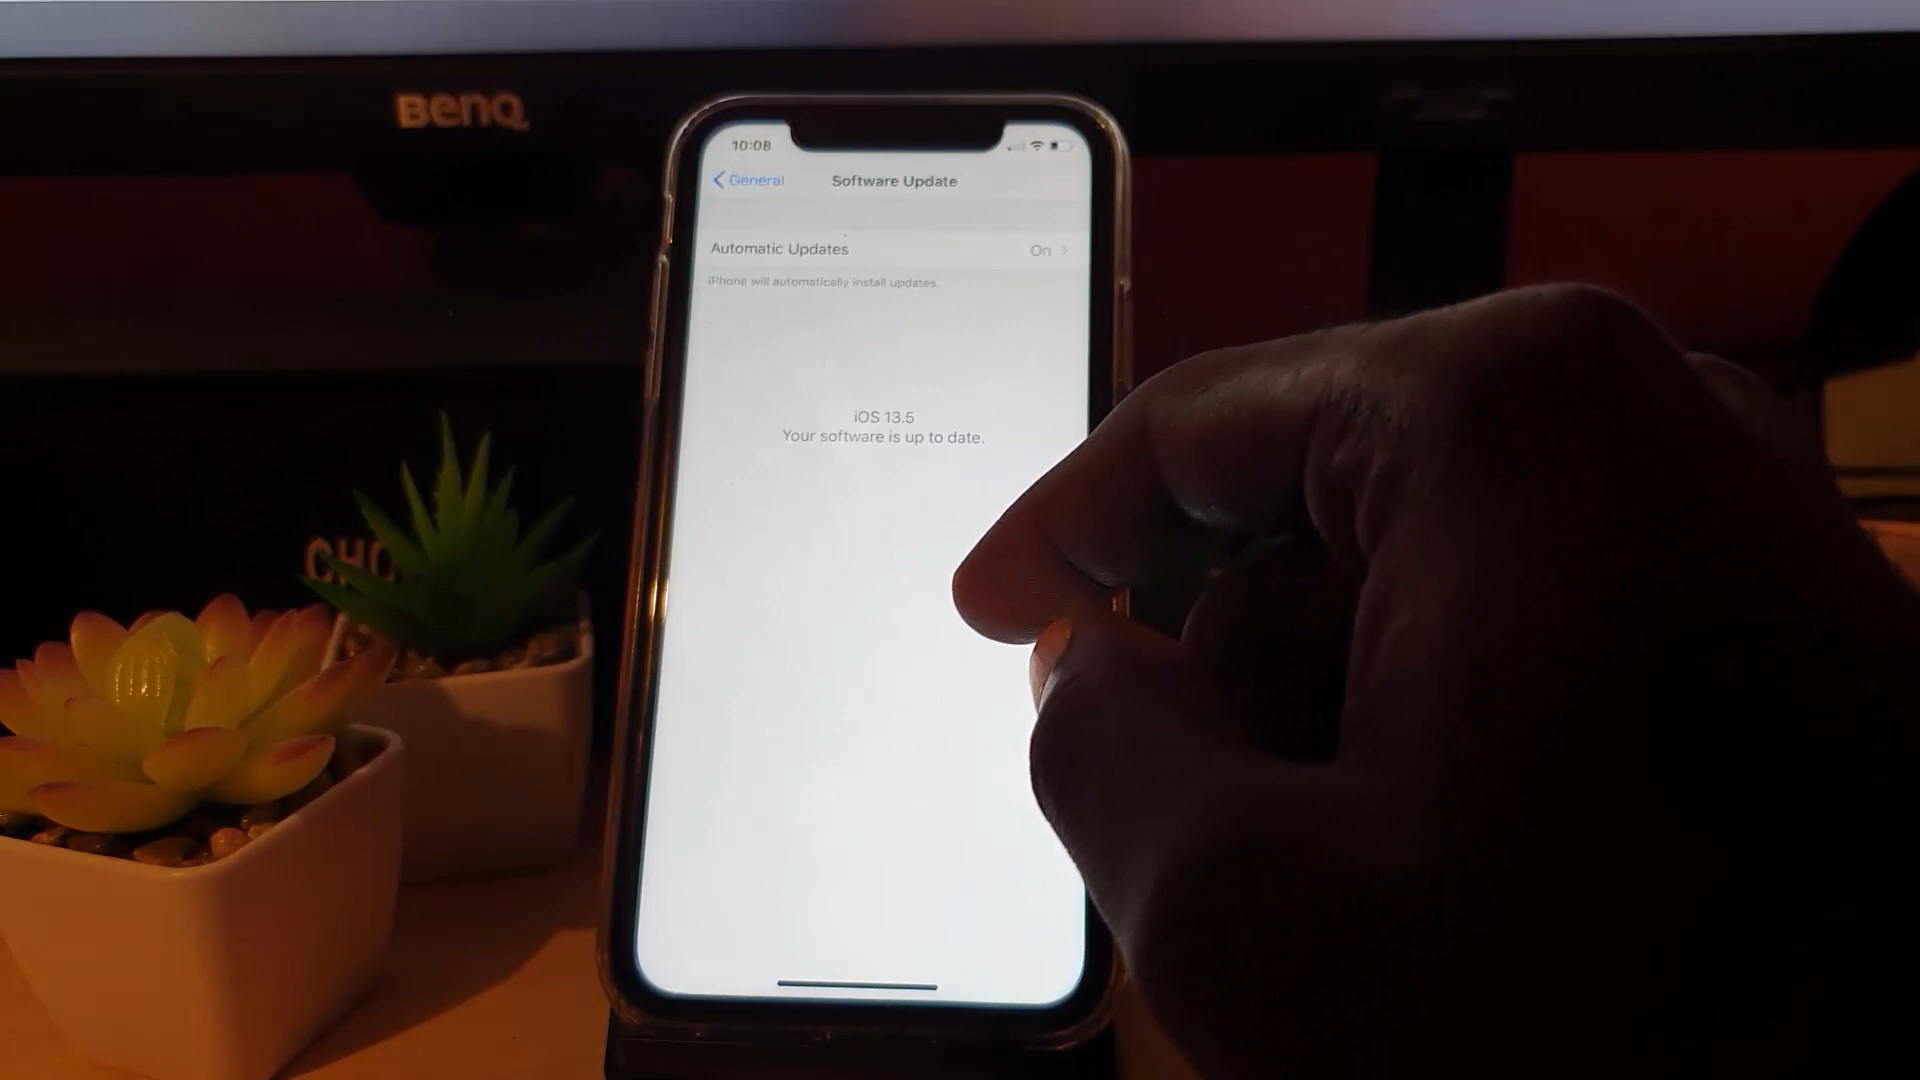 BenQ
10:08
General
Software Update
Automatic Updates
On
iPhone will automatically install updates.
iOS 13.5
Your software is up to date.
CHO